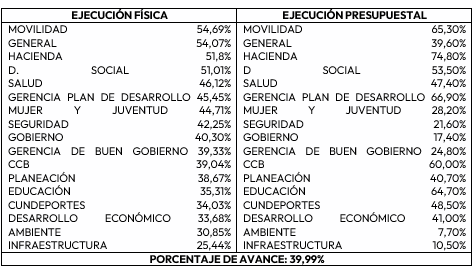 EJECUCIÓN FÍSICA EJECUCIÓN PRESUPUESTAL
MOVILIDAD 54,69% MOVILIDAD 65,30%
GENERAL 54,07% GENERAL 39,60%
HACIENDA 51,8% HACIENDA 74,80%
D. SOCIAL 51,01% D SOCIAL 53,50%
SALUD 46,12% SALUD 47,40%
GERENCIA PLAN DE DESARROLLO 45,45% GERENCIA PLAN DE DESARROLLO 66,90%
MUJER Y JUVENTUD 44,71% MUJER Y JUVENTUD 28,20%
SEGURIDAD 42,25% SEGURIDAD 21,60%
GOBIERNO 40,30% GOBIERNO 17,40%
GERENCIA DE BUEN GOBIERNO 39,33% GERENCIA DE BUEN GOBIERNO 24,80%
CCB 39,04% CCB 60,00%
PLANEACIÓN 38,67% PLANEACIÓN 40,70%
EDUCACIÓN 35,31% EDUCACIÓN 64,70%
CUNDEPORTES 34,03% CUNDEPORTES 48,50%
DESARROLLO ECONÓMICO 33,68% DESARROLLO ECONÓMICO 41,00%
AMBIENTE 30,85% AMBIENTE 7,70%
INFRAESTRUCTURA 25,44% INFRAESTRUCTURA 10,50%
PORCENTAJE DE AVANCE: 39,99%